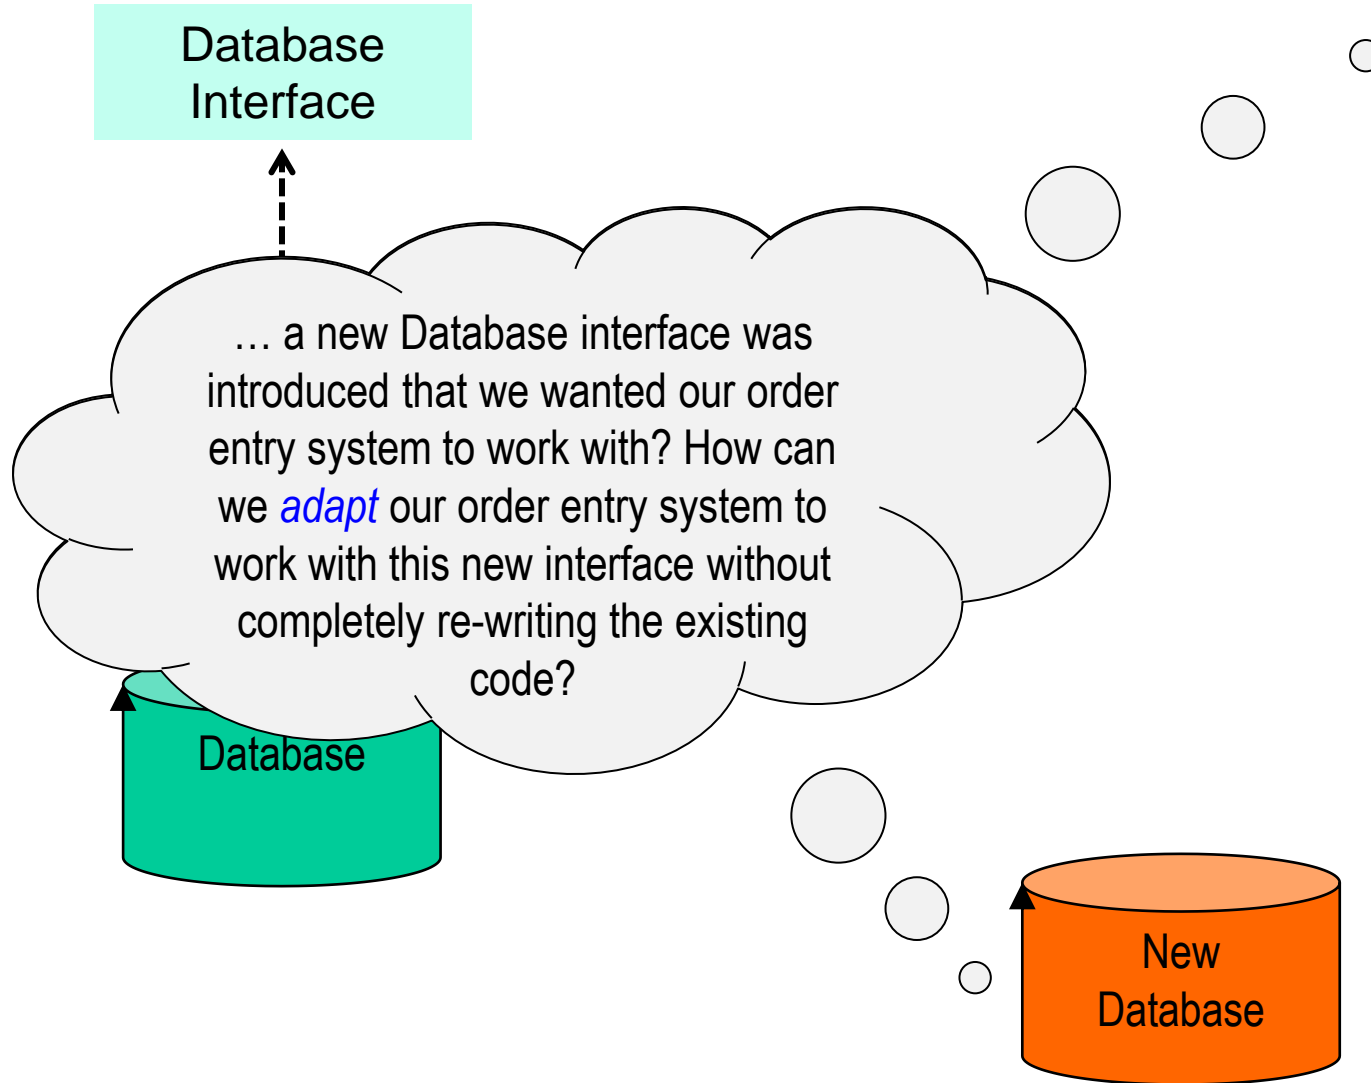 Database
Interface
… a new Database interface was
introduced that we wanted our order
entry system to work with? How can
we adapt our order entry system to
work with this new interface without
completely re-writing the existing
code?
Database
New
Database